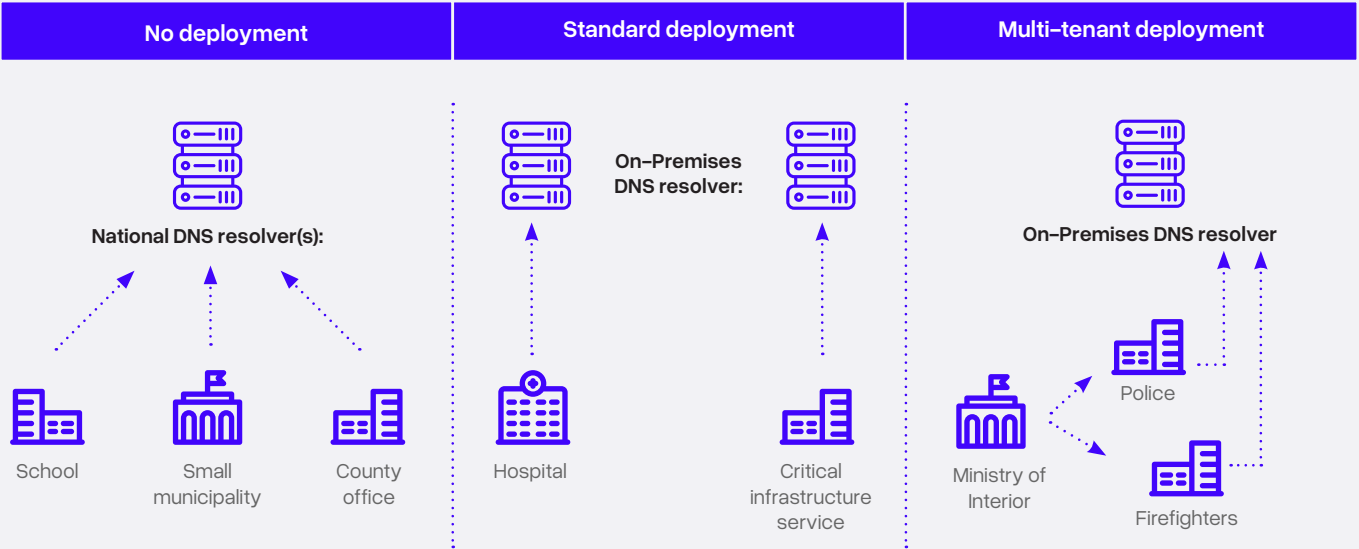 No deployment
Standard deployment
Multi-tenant deployment
National DNS resolver(s):
School
Small
municipality
County
office
On-Premises
DNS resolver:
Hospital
Critical
infrastructure
service
On-Premises DNS resolver
Police
Ministry of
Interior
Firefighters